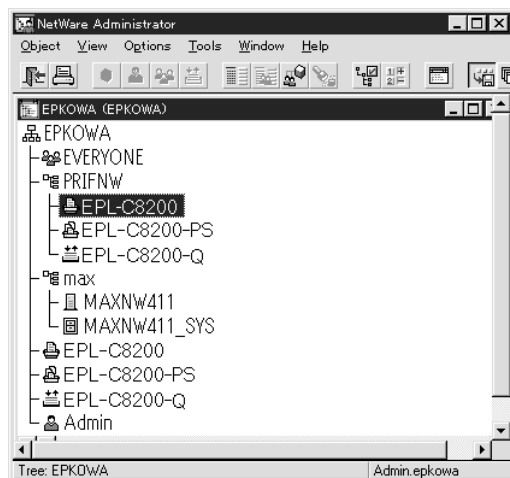 NetWare Administrator
Object View Options Tools Window Help
EPKOWA (EPKOWA)
EPKOWA
EVERYONE
PRIFNW
EPL-C8200
EPL-C8200-PS
EPL-C8200-Q
max
MAXNW411
MAXNW411_SYS
EPL-C8200
EPL-C8200-PS
EPL-C8200-Q
Admin
Tree: EPKOWA Admin.epkowa